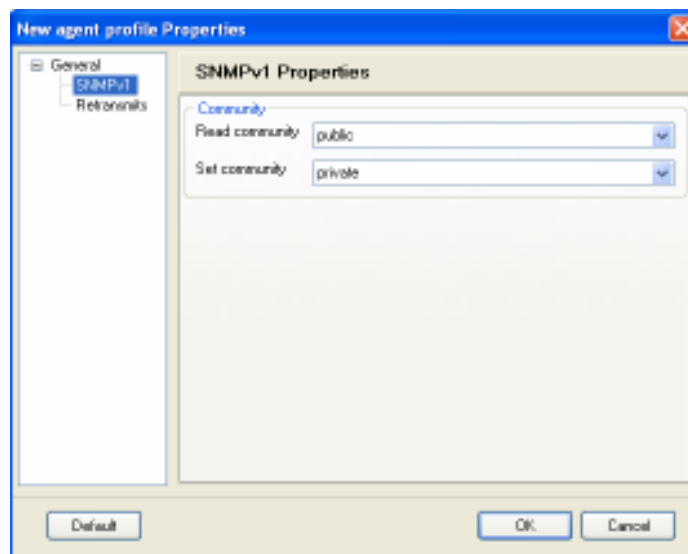 New agent profile Properties
General
SNMPv1
Retransmits
SNMPv1 Properties
Community
Read community
public
Set community
private
Default
OK
Cancel